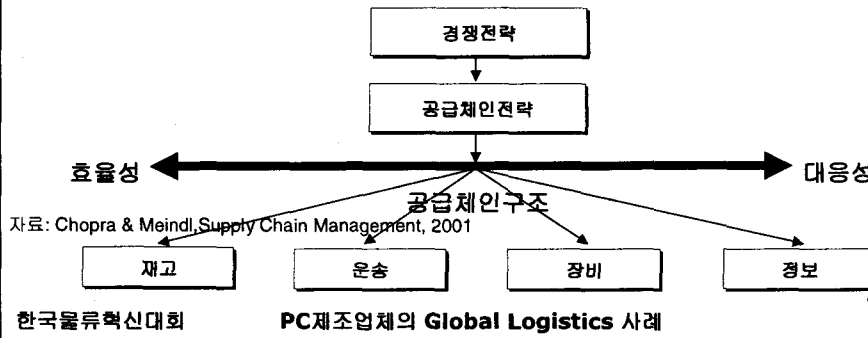 경쟁전략
공급체인전략
효율성 대응성
공급체인구조
자료: Chopra & Meindl,Supply Chain Management, 2001
재고 운송 장비 정보
한국물류혁신대회 PC제조업체의 Global Logistics 사례